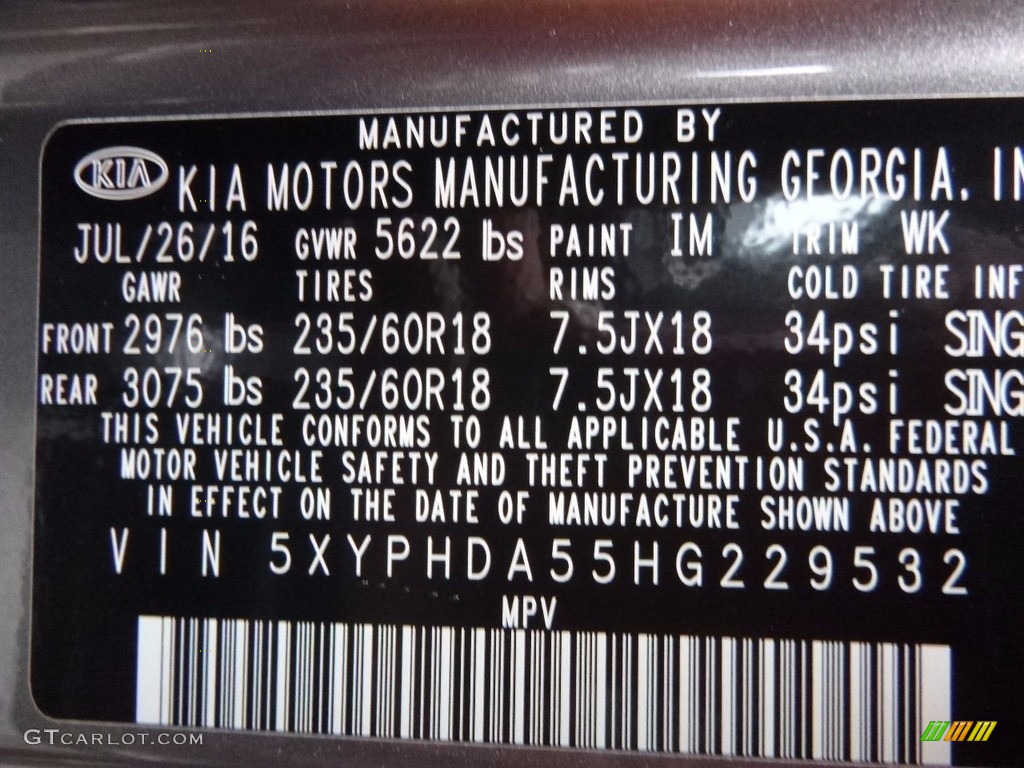 MANUFACTURED BY
KIA KIA MOTORS MANUFACTURING GEORGIA, IN
JUL/26/16 GVWR 5622 lbs PAINT IM TRIM WK
GAWR TIRES RIMS COLD TIRE INF
FRONT 2976 lbs 235/60R18 7.5JX18 34psi SING
REAR 3075 lbs 235/60R18 7.5JX18 34psi SING
THIS VEHICLE CONFORMS TO ALL APPLICABLE U.S.A. FEDERAL
MOTOR VEHICLE SAFETY AND THEFT PREVENTION STANDARDS
IN EFFECT ON THE DATE OF MANUFACTURE SHOWN ABOVE
VIN 5XYPHDA55HG229532
MPV
GTCARLOT.COM